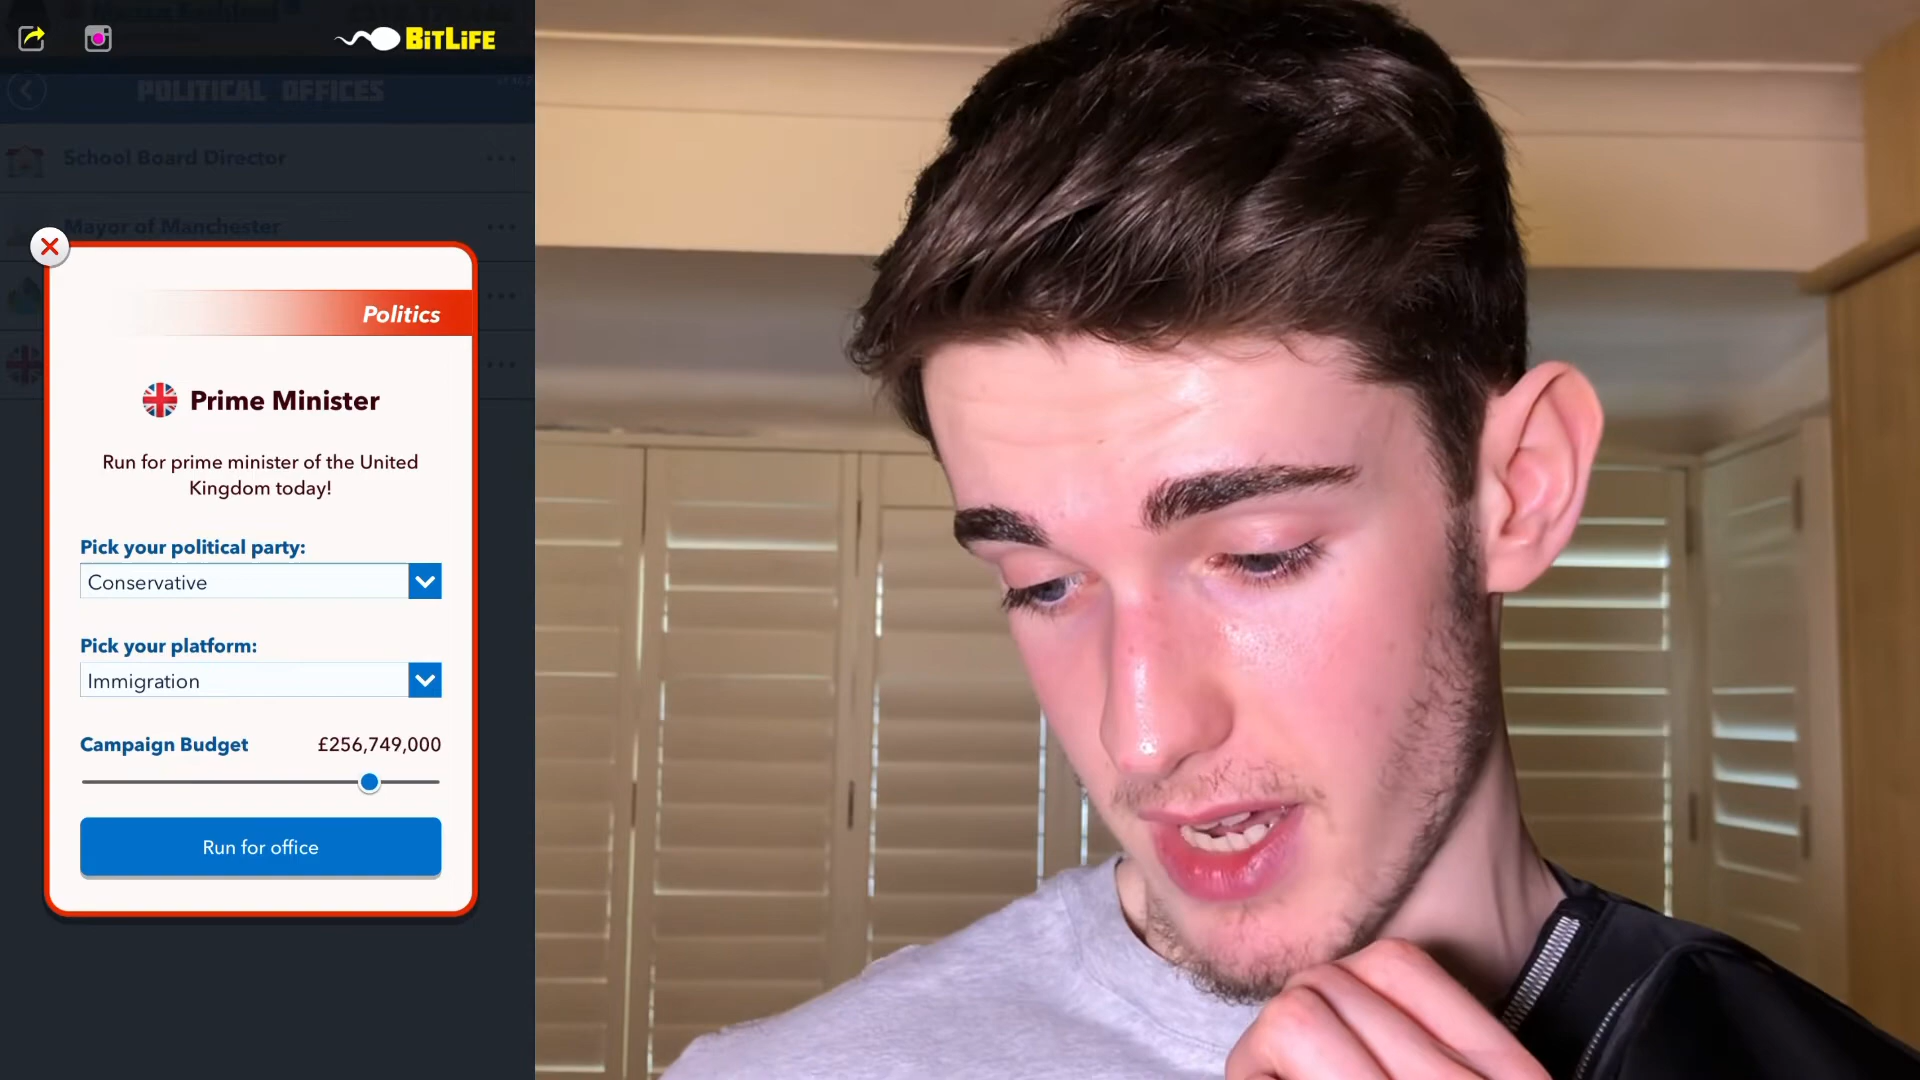 BITLIFE
POLITICAL OFFICES
School Board Director
Mayor of Manchester
Politics
Prime Minister
Run for prime minister of the United
Kingdom today!
Pick your political party:
Conservative
Pick your platform:
Immigration
Campaign Budget £256,749,000
Run for office